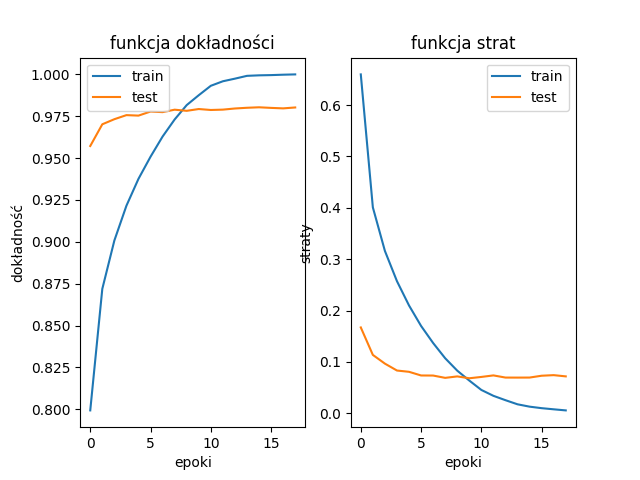 funkcja dokładności
train
test
1.000
0.975
0.950
0.925
0.900
0.875
0.850
0.825
0.800
dokładność
0
5
10
15
epoki
funkcja strat
train
test
0.6
0.5
0.4
0.3
0.2
0.1
0.0
straty
0
5
10
15
epoki